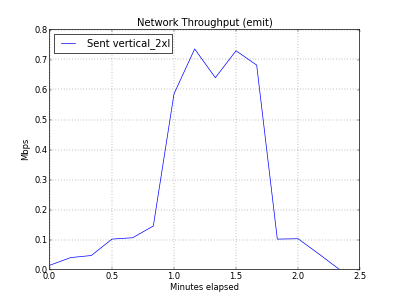 Network Throughput (emit)
Sent vertical_2xl
0.8
0.7
0.6
0.5
0.4
0.3
0.2
0.1
0.0
Mbps
0.0 0.5 1.0 1.5 2.0 2.5
Minutes elapsed